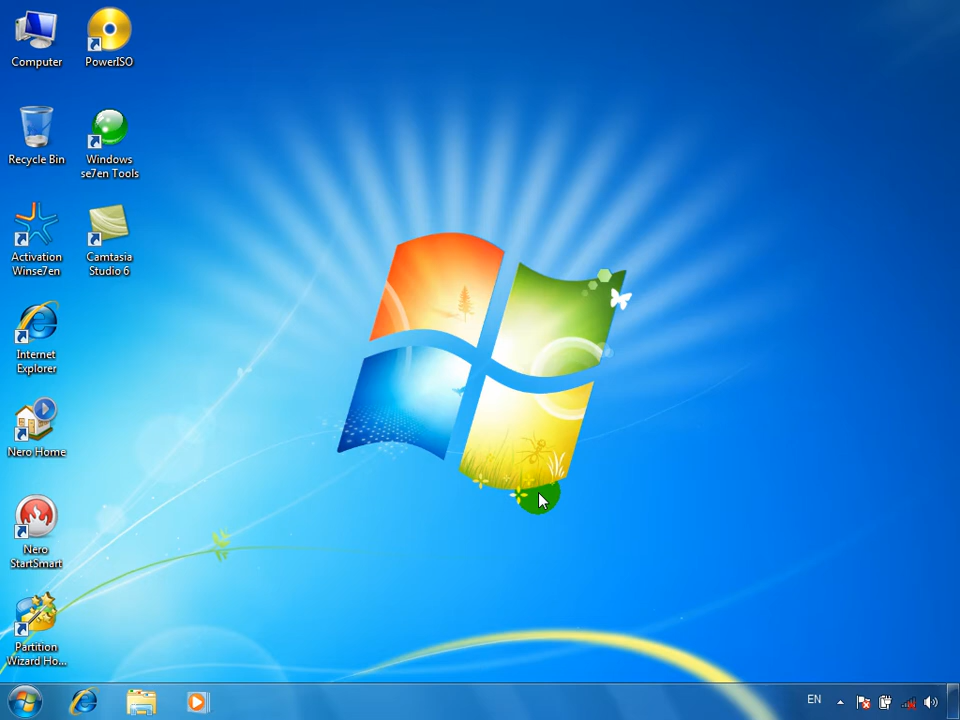 Computer
PowerISO
Recycle Bin
Windows
se7en Tools
Activation
Winse7en
Camtasia
Studio 6
Internet
Explorer
Nero Home
Nero
StartSmart
Partition
Wizard Ho...
EN